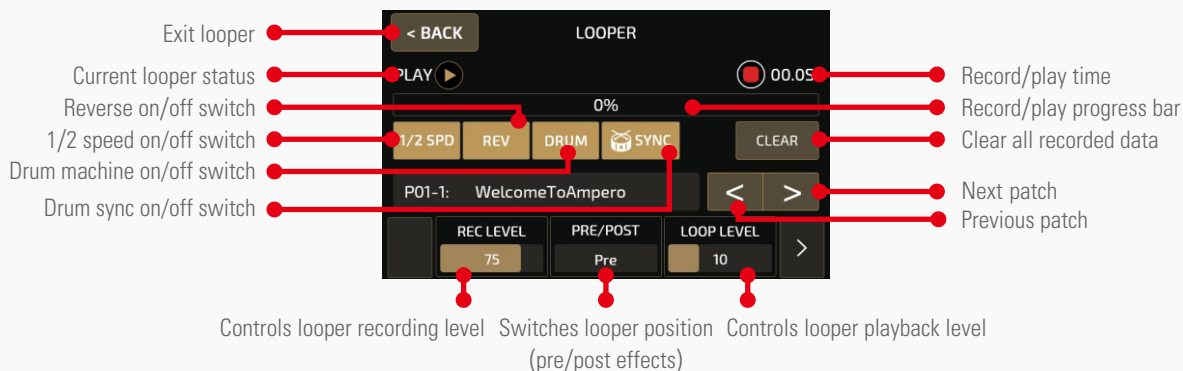 Exit looper
< BACK
LOOPER
Current looper status
PLAY
00.0S
Record/play time
Reverse on/off switch
0%
Record/play progress bar
1/2 speed on/off switch
1/2 SPD
REV
DRUM
SYNC
CLEAR
Clear all recorded data
Drum machine on/off switch
Drum sync on/off switch
P01-1: WelcomeToAmpero
< >
Next patch
Previous patch
REC LEVEL
PRE/POST
LOOP LEVEL
75
Pre
10
>
Controls looper recording level
Switches looper position
(pre/post effects)
Controls looper playback level